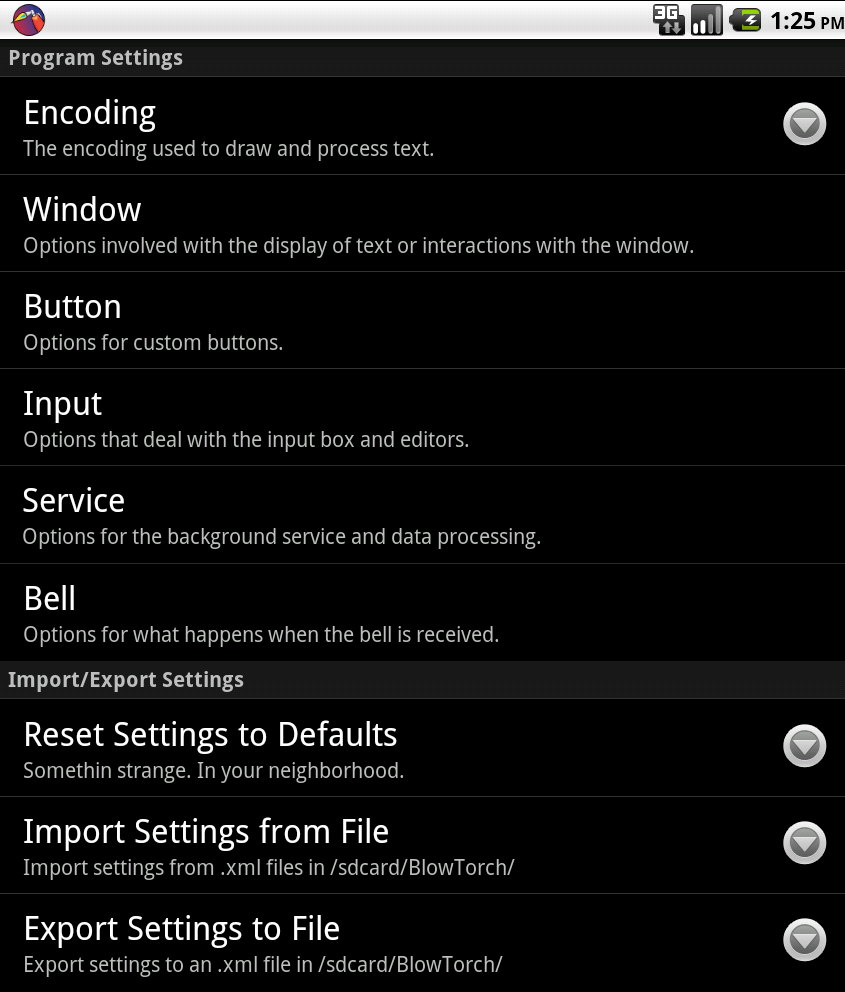 3G 1:25 PM
Program Settings
Encoding
The encoding used to draw and process text.
Window
Options involved with the display of text or interactions with the window.
Button
Options for custom buttons.
Input
Options that deal with the input box and editors.
Service
Options for the background service and data processing.
Bell
Options for what happens when the bell is received.
Import/Export Settings
Reset Settings to Defaults
Somethin strange. In your neighborhood.
Import Settings from File
Import settings from .xml files in /sdcard/BlowTorch/
Export Settings to File
Export settings to an .xml file in /sdcard/BlowTorch/